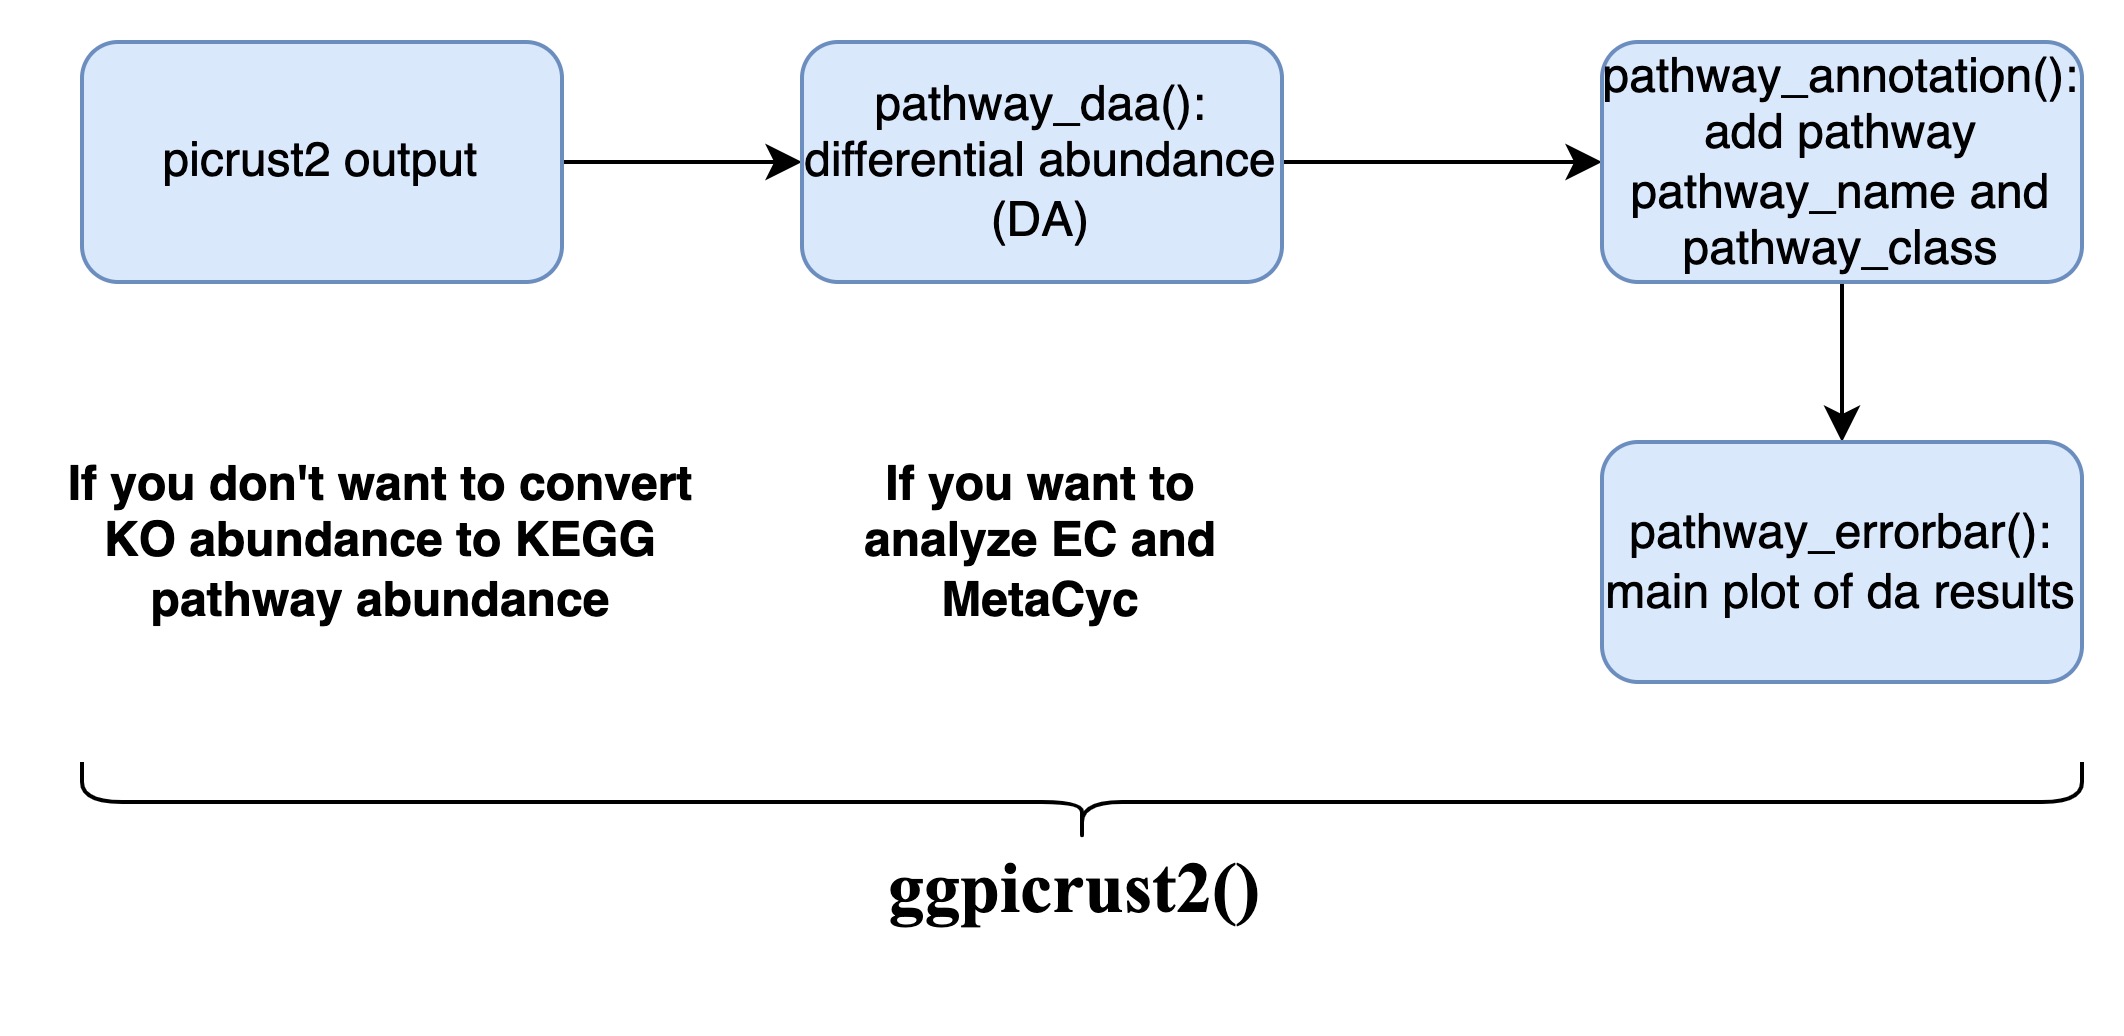 picrust2 output
pathway_daa():
differential abundance
(DA)
pathway_annotation():
add pathway
pathway_name and
pathway_class
If you don't want to convert
KO abundance to KEGG
pathway abundance
If you want to
analyze EC and
MetaCyc
pathway_errorbar():
main plot of da results
ggpicrust2()